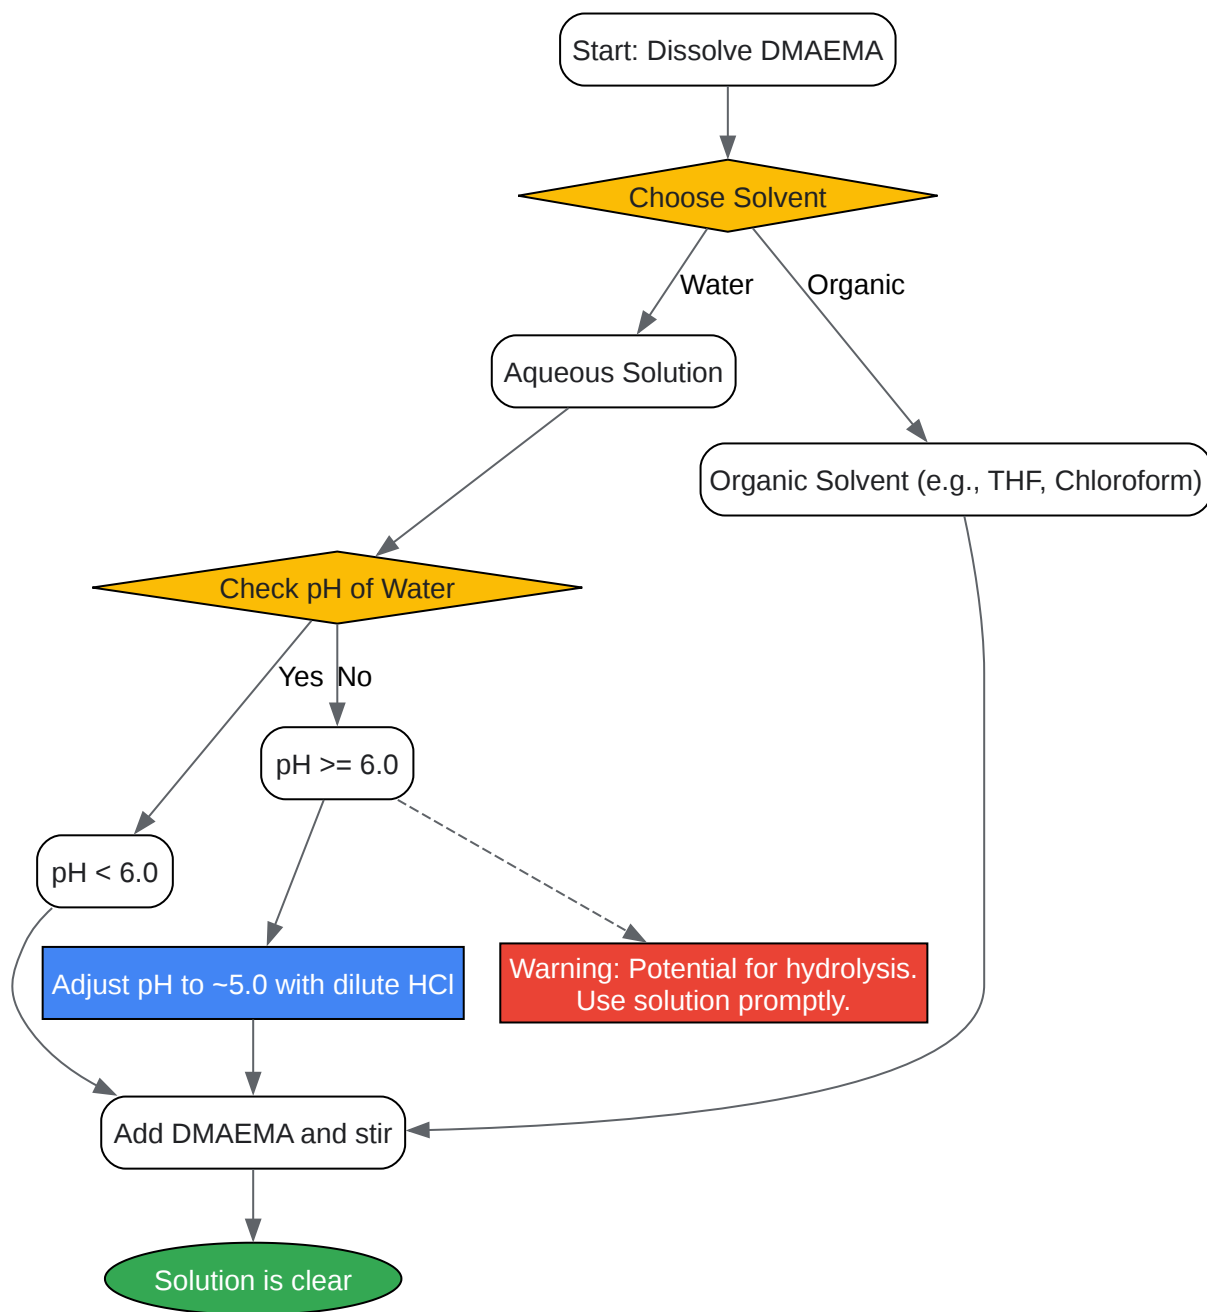 Start: Dissolve DMAEMA
Choose Solvent
Water
Organic
Aqueous Solution
Organic Solvent (e.g., THF, Chloroform)
Check pH of Water
Yes
No
pH >= 6.0
pH < 6.0
Adjust pH to ~5.0 with dilute HCl
Warning: Potential for hydrolysis.
Use solution promptly.
Add DMAEMA and stir
Solution is clear